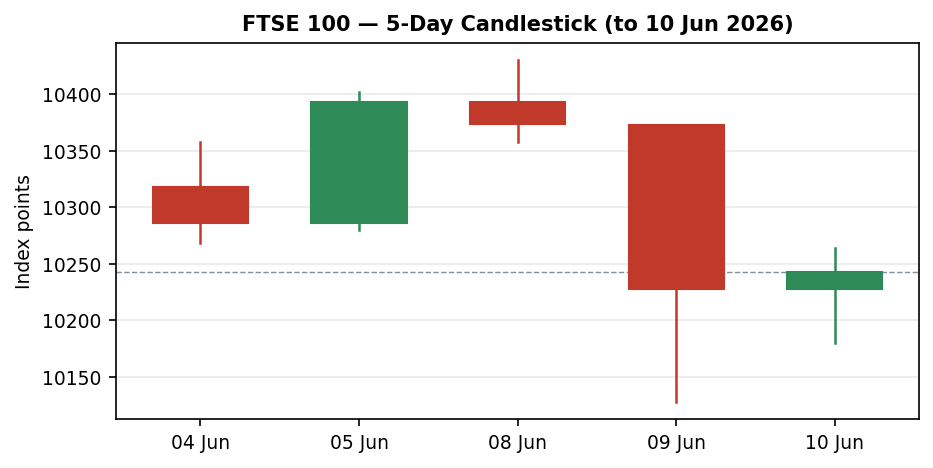 FTSE 100 — 5-Day Candlestick (to 10 Jun 2026)
Index points
10400
10350
10300
10250
10200
10150
04 Jun
05 Jun
08 Jun
09 Jun
10 Jun